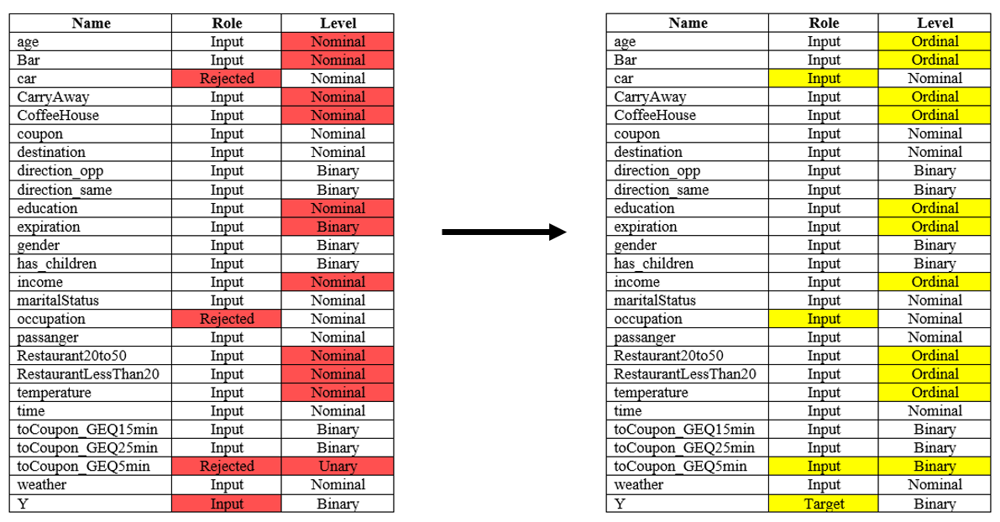 Name Role Level
age Input Nominal
Bar Input Nominal
car Rejected Nominal
CarryAway Input Nominal
CoffeeHouse Input Nominal
coupon Input Nominal
destination Input Nominal
direction_opp Input Binary
direction_same Input Binary
education Input Nominal
expiration Input Binary
gender Input Binary
has_children Input Binary
income Input Nominal
maritalStatus Input Nominal
occupation Rejected Nominal
passanger Input Nominal
Restaurant20to50 Input Nominal
RestaurantLessThan20 Input Nominal
temperature Input Nominal
time Input Nominal
toCoupon_GEQ15min Input Binary
toCoupon_GEQ25min Input Binary
toCoupon_GEQ5min Rejected Unary
weather Input Nominal
Y Input Binary
Name Role Level
age Input Ordinal
Bar Input Ordinal
car Input Nominal
CarryAway Input Ordinal
CoffeeHouse Input Ordinal
coupon Input Nominal
destination Input Nominal
direction_opp Input Binary
direction_same Input Binary
education Input Ordinal
expiration Input Ordinal
gender Input Binary
has_children Input Binary
income Input Ordinal
maritalStatus Input Nominal
occupation Input Nominal
passanger Input Nominal
Restaurant20to50 Input Ordinal
RestaurantLessThan20 Input Ordinal
temperature Input Ordinal
time Input Nominal
toCoupon_GEQ15min Input Binary
toCoupon_GEQ25min Input Binary
toCoupon_GEQ5min Input Binary
weather Input Nominal
Y Target Binary